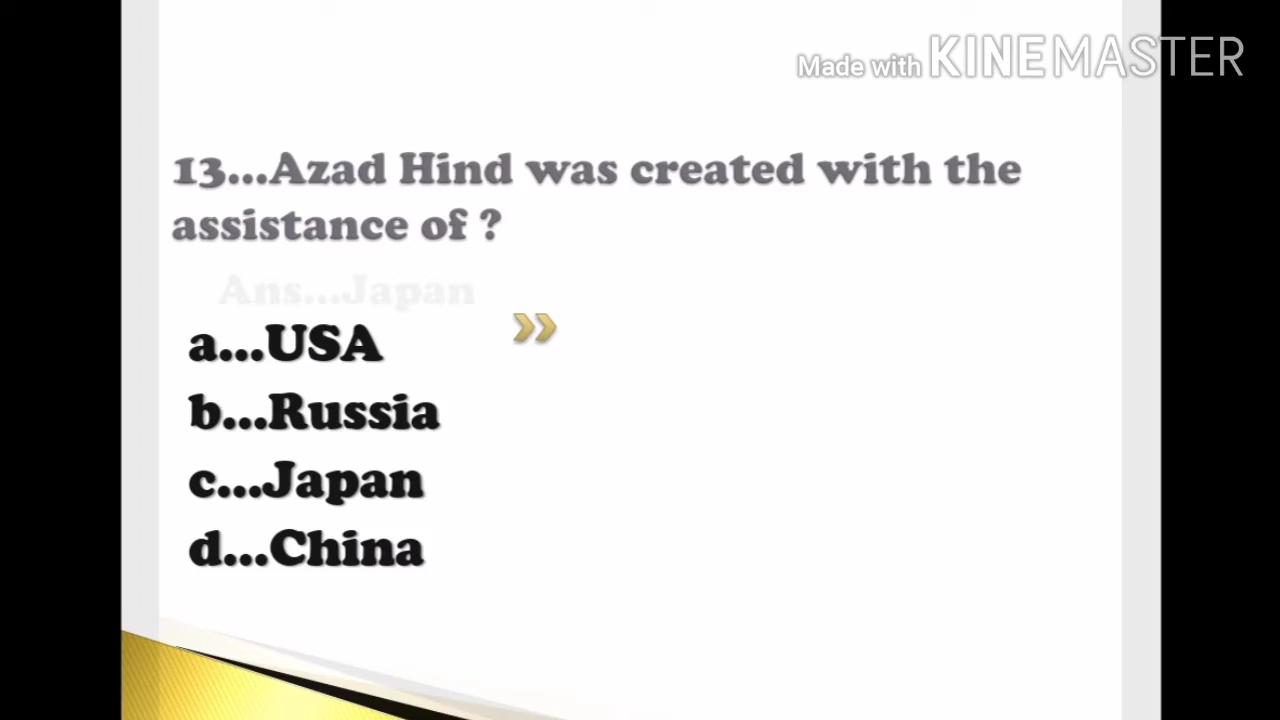 Made with KINEMASTER
13...Azad Hind was created with the
assistance of ?
Ans...Japan
a...USA
b...Russia
c...Japan
d...China